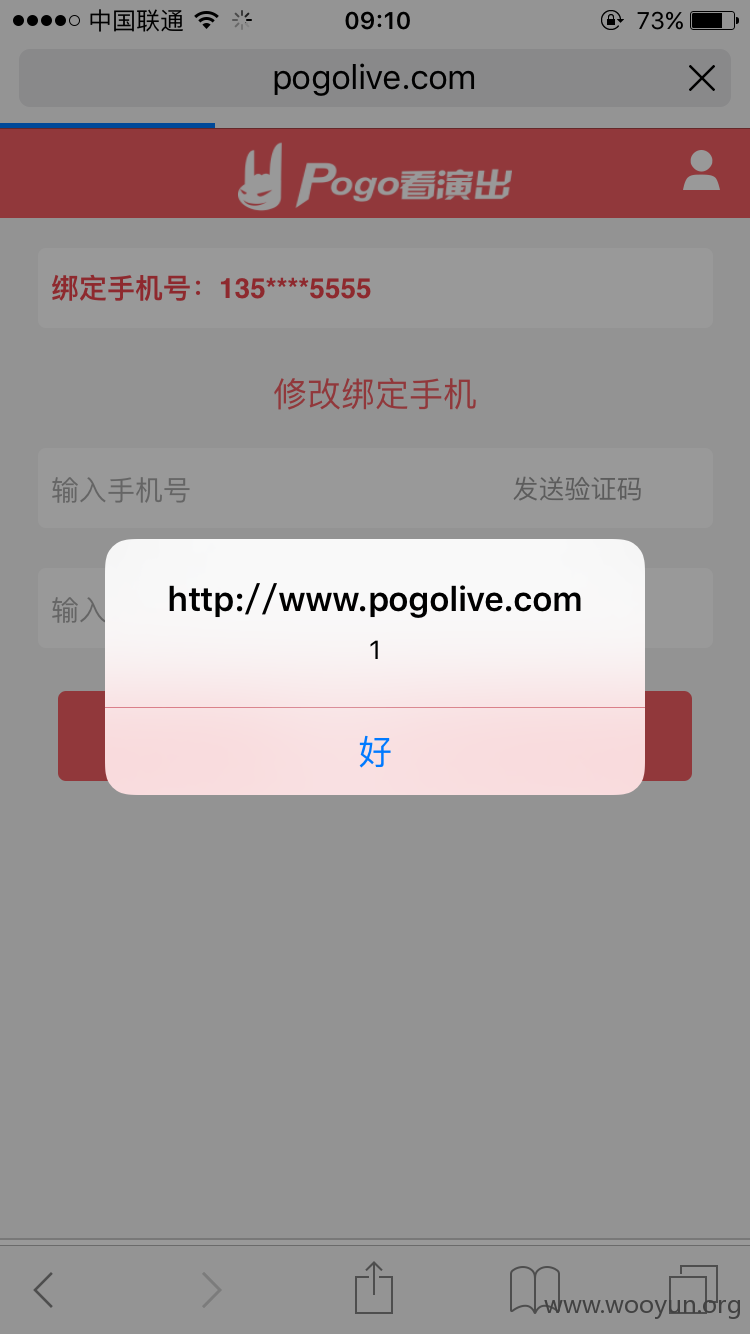 中国联通 09:10 73%
pogolive.com
Pogo看演出
绑定手机号：135****5555
修改绑定手机
输入手机号 发送验证码
http://www.pogolive.com
1
输入
好
www.wooyun.org